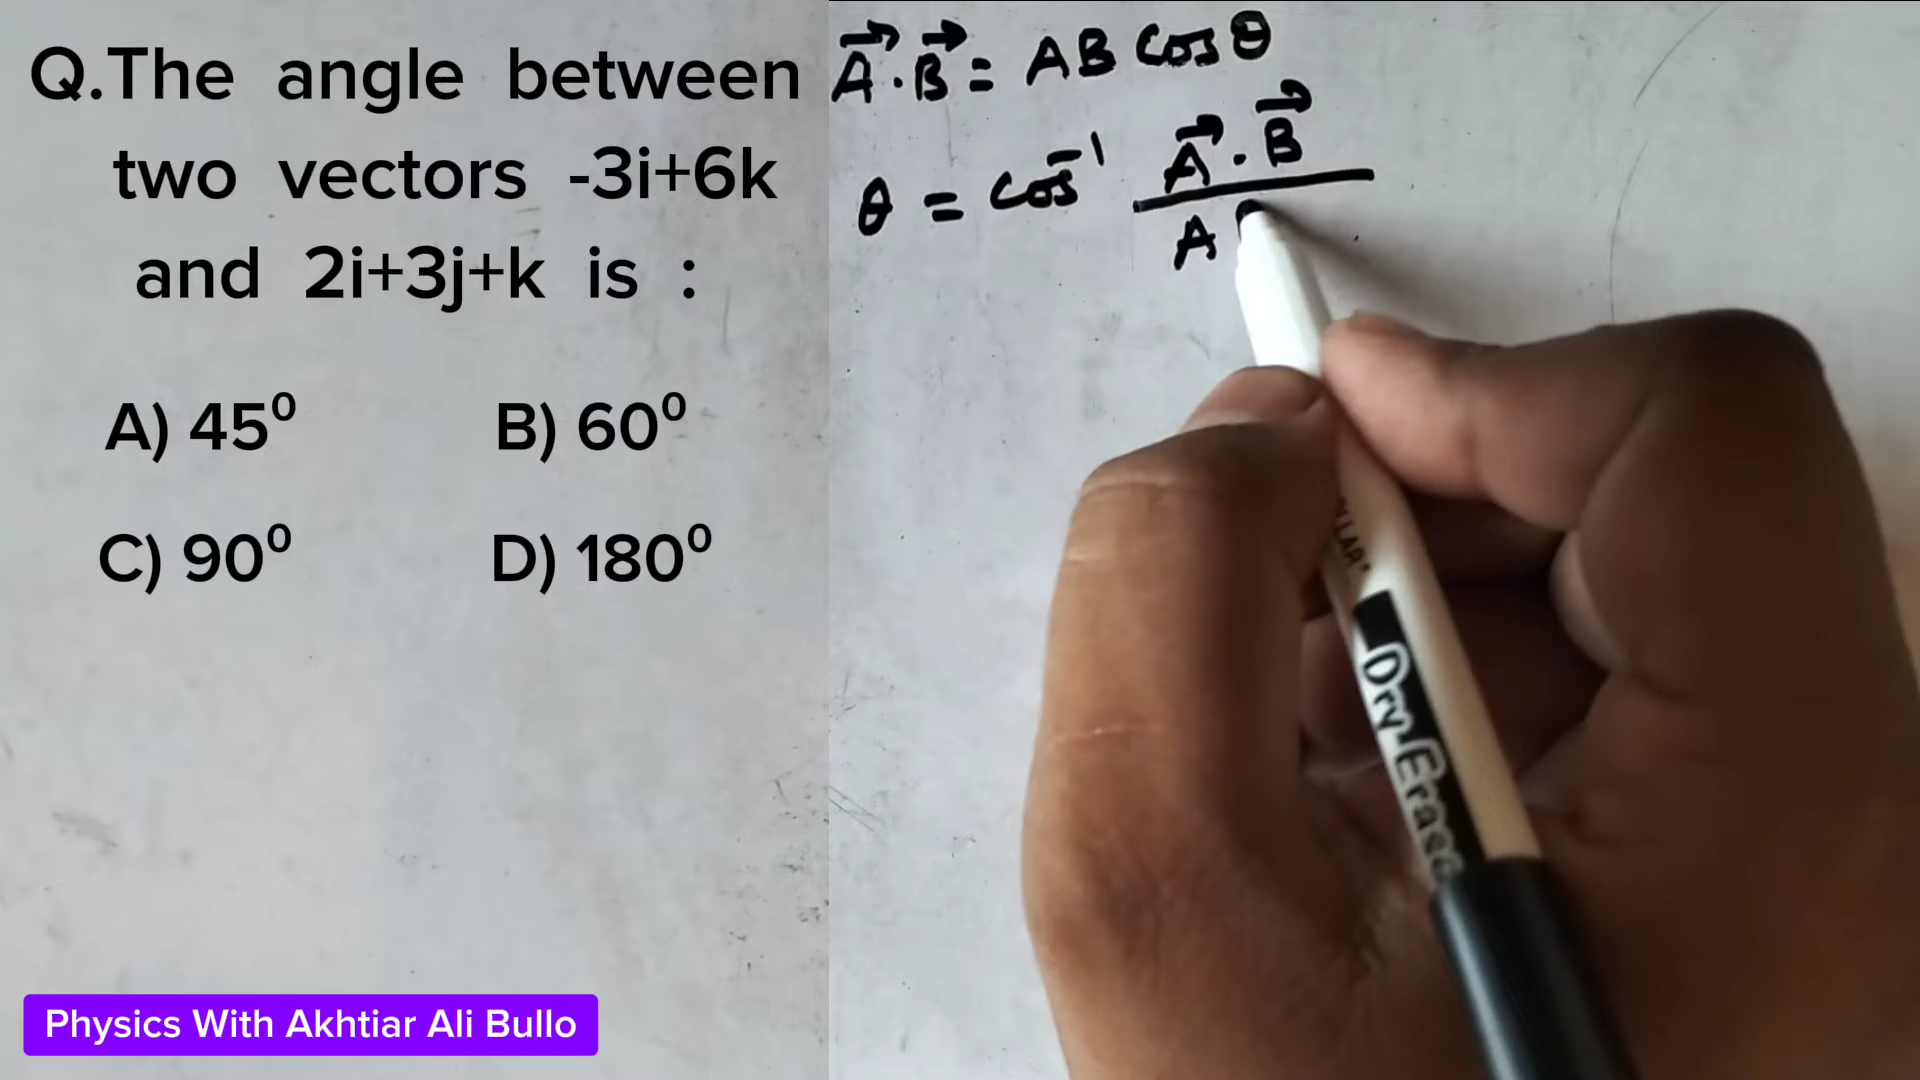 Q.The angle between
two vectors -3i+6k
and 2i+3j+k is :
A) 45⁰ B) 60⁰
C) 90⁰ D) 180⁰
Physics With Akhtiar Ali Bullo
A⃗ . B⃗ = AB cos θ
θ = cos⁻¹ A⃗ . B⃗
A
Dry Erase